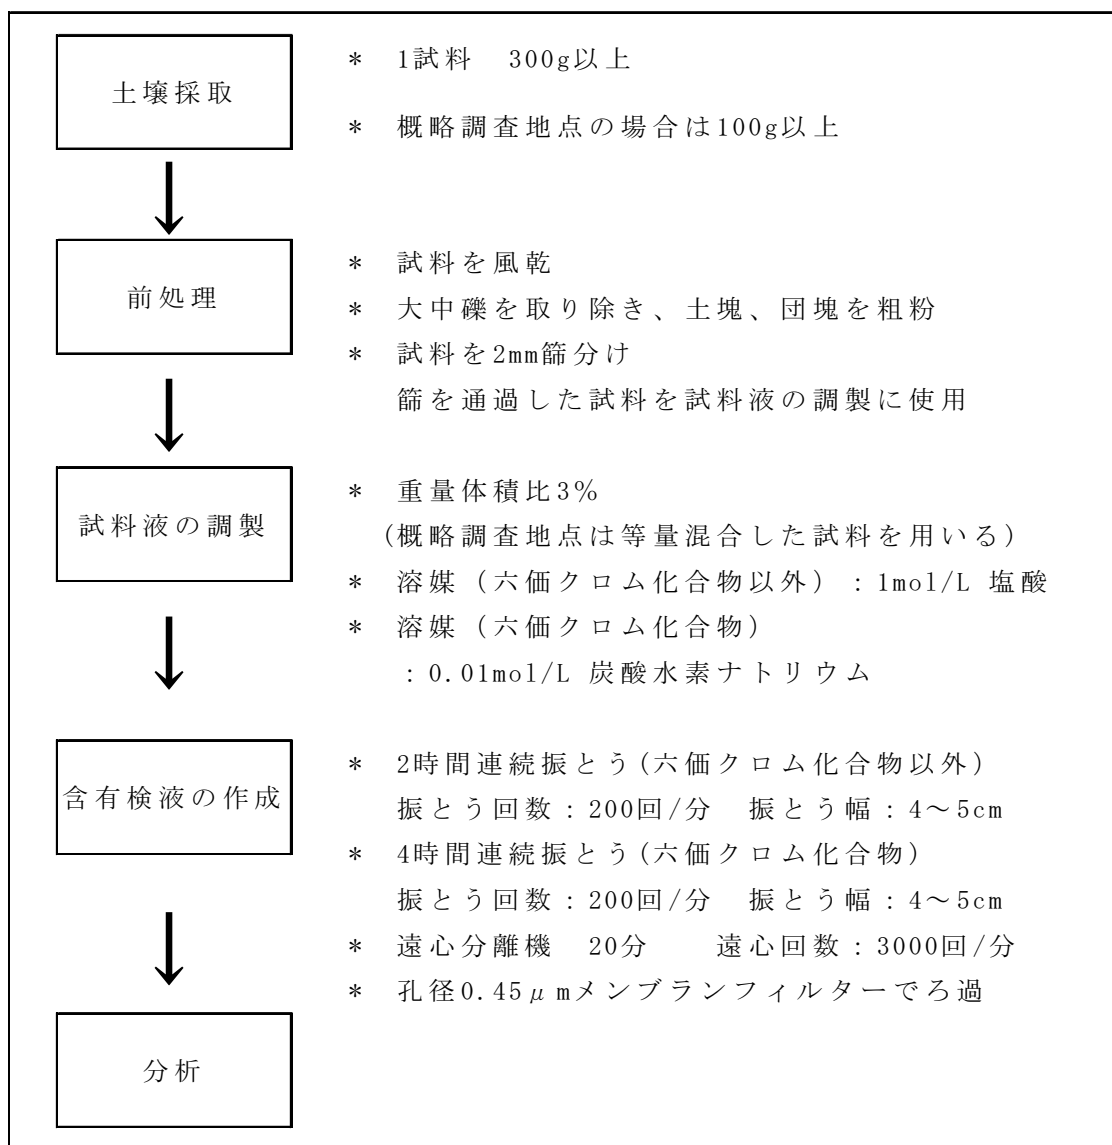 土壌採取
* 1試料　300g以上
* 概略調査地点の場合は100g以上
前処理
* 試料を風乾
* 大中礫を取り除き、土塊、団塊を粗粉
* 試料を2mm篩分け
篩を通過した試料を試料液の調製に使用
試料液の調製
* 重量体積比3%
(概略調査地点は等量混合した試料を用いる)
* 溶媒（六価クロム化合物以外）：1mol/L 塩酸
* 溶媒（六価クロム化合物）
：0.01mol/L 炭酸水素ナトリウム
含有検液の作成
* 2時間連続振とう(六価クロム化合物以外)
振とう回数：200回/分　振とう幅：4～5cm
* 4時間連続振とう(六価クロム化合物)
振とう回数：200回/分　振とう幅：4～5cm
* 遠心分離機　20分　　遠心回数：3000回/分
* 孔径0.45μmメンブランフィルターでろ過
分析